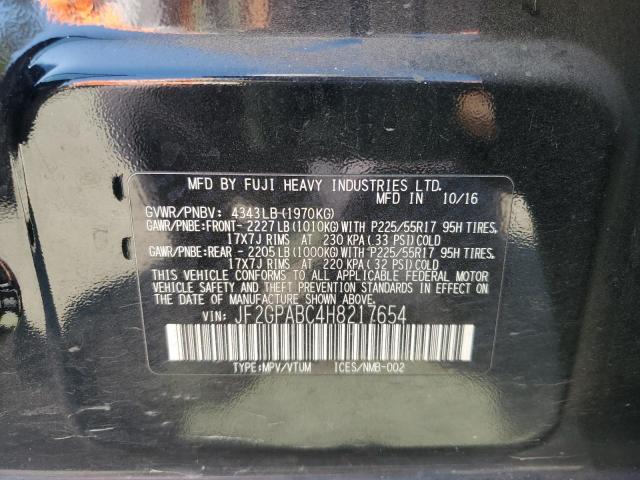 MFD BY FUJI HEAVY INDUSTRIES LTD.
MFD IN 10/16
GVWR/PNBV: 4343LB(1970KG)
GAWR/PNBE:FRONT- 2227LB(1010KG)WITH P225/55R17 95H TIRES,
17X7J RIMS AT 230 KPA( 33 PSI)COLD
GAWR/PNBE:REAR - 2205LB(1000KG)WITH P225/55R17 95H TIRES,
17X7J RIMS AT 220 KPA( 32 PSI)COLD
THIS VEHICLE CONFORMS TO ALL APPLICABLE FEDERAL MOTOR
VEHICLE SAFETY AND THEFT PREVENTION STANDARDS IN EFFECT
ON THE DATE OF MANUFACTURE SHOWN ABOVE.
VIN: JF2GPABC4H8217654
TYPE:MPV/VTUM ICES/NMB-002